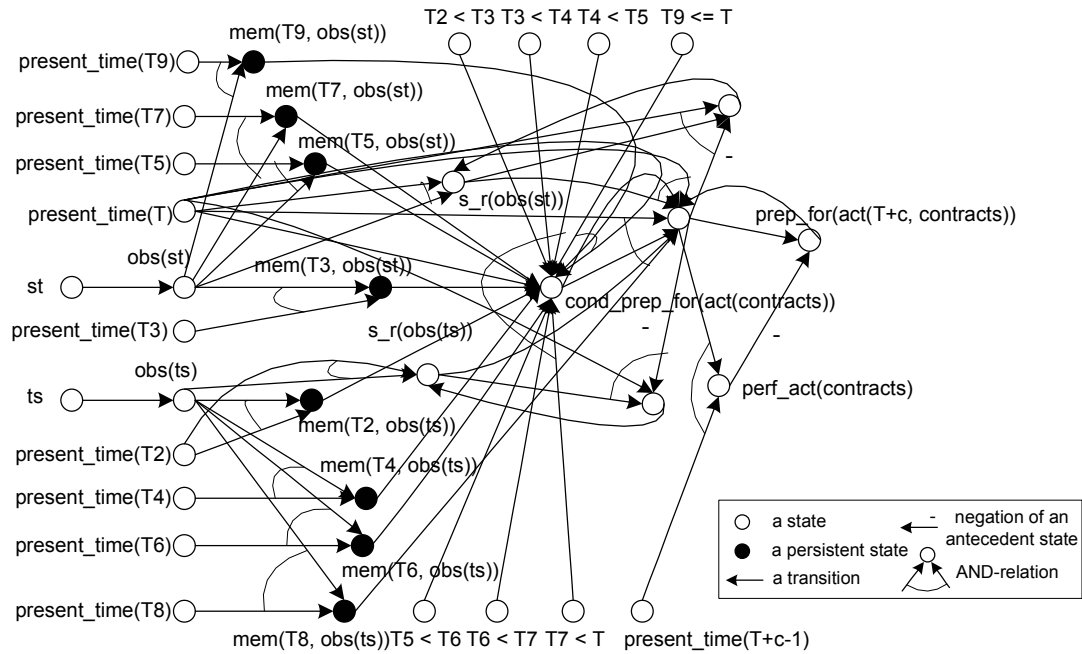 T2 < T3 T3 < T4 T4 < T5 T9 <= T
mem(T9, obs(st))
present_time(T9)
mem(T7, obs(st))
present_time(T7)
mem(T5, obs(st))
present_time(T5)
-
s_r(obs(st))
present_time(T)
prep_for(act(T+c, contracts))
obs(st)
mem(T3, obs(st))
st
cond_prep_for(act(contracts))
present_time(T3)
s_r(obs(ts))
-
-
obs(ts)
ts
perf_act(contracts)
mem(T2, obs(ts))
present_time(T2)
mem(T4, obs(ts))
present_time(T4)
present_time(T6)
mem(T6, obs(ts))
present_time(T8)
mem(T8, obs(ts)) T5 < T6 T6 < T7 T7 < T present_time(T+c-1)
a state
- negation of an
antecedent state
a persistent state
a transition
AND-relation